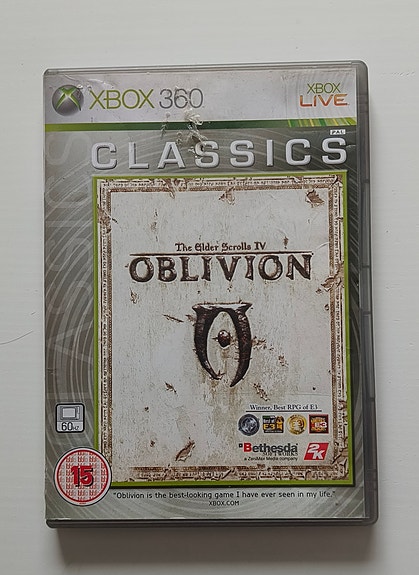 XBOX 360
XBOX
LIVE
PAL
CLASSICS
The Elder Scrolls IV
OBLIVION
Winner, Best RPG of E3
Bethesda
SOFTWORKS
a ZeniMax Media company
2K
60Hz
15
"Oblivion is the best-looking game I have ever seen in my life."
XBOX.COM